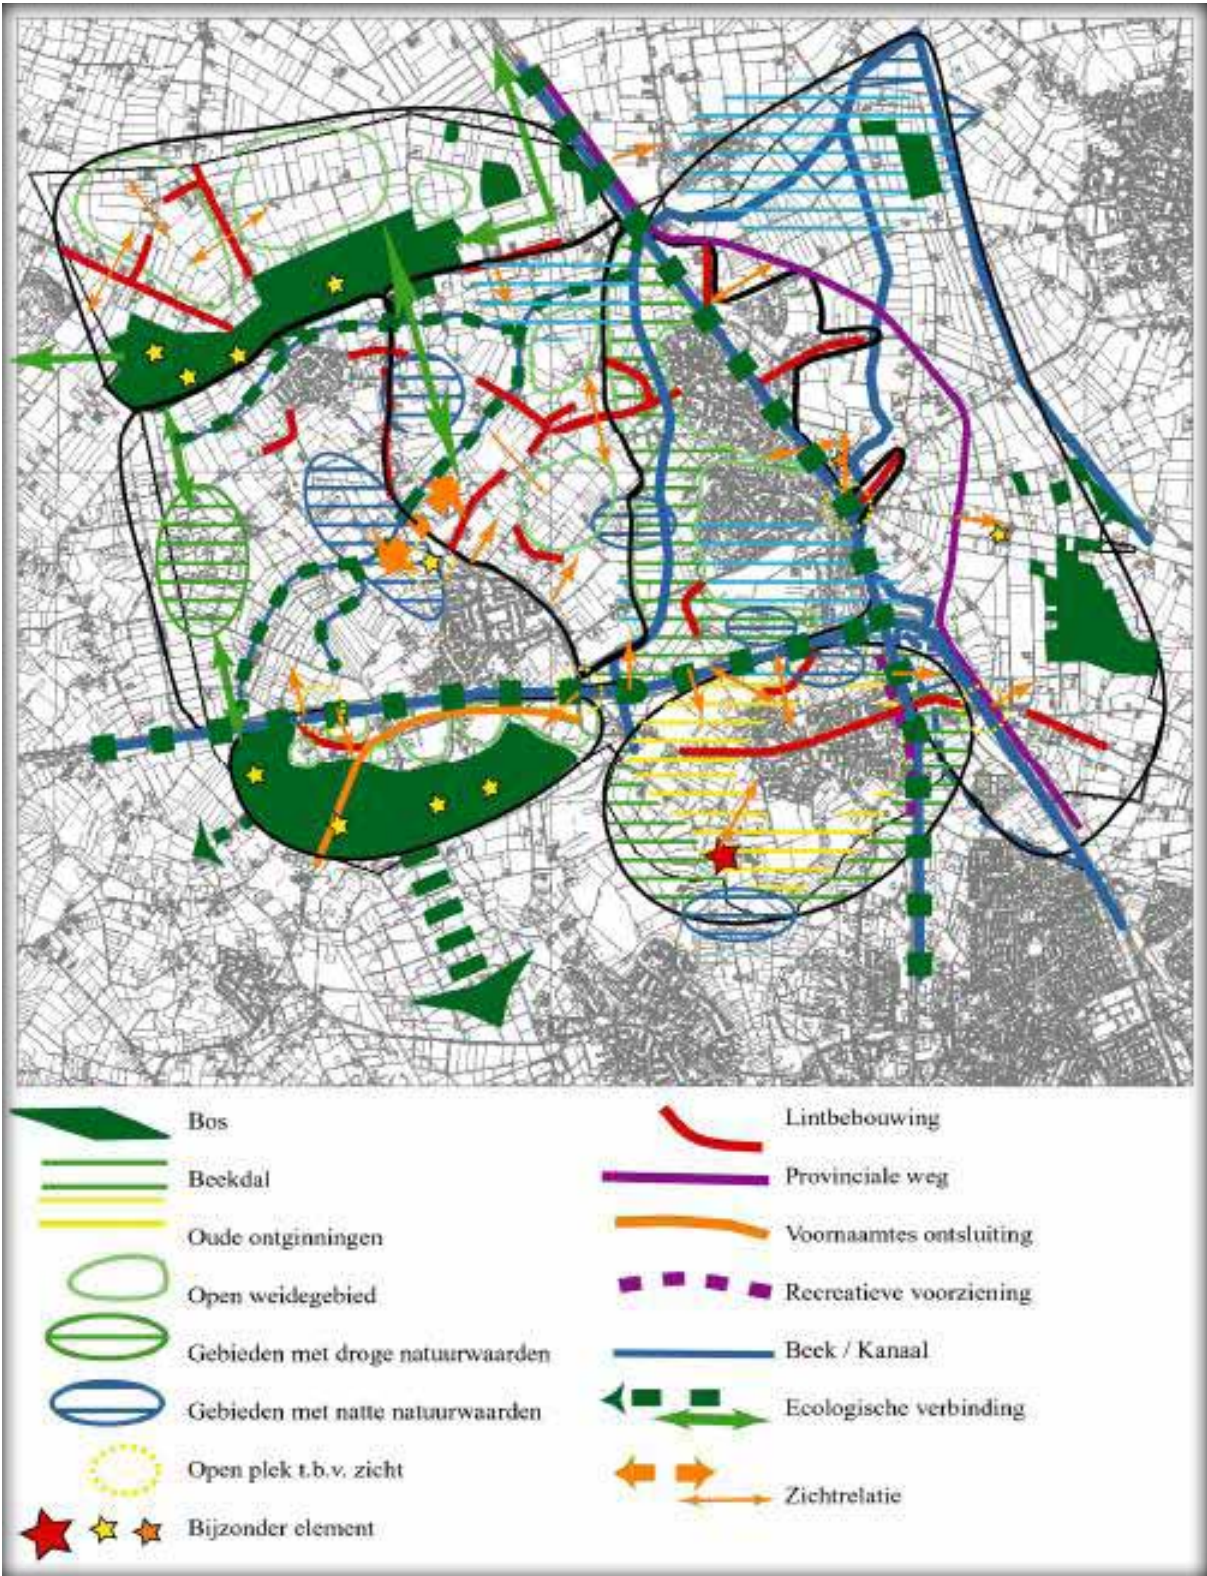 Bos
Beekdal
Oude ontginningen
Open weidegebied
Gebieden met droge natuurwaarden
Gebieden met natte natuurwaarden
Open plek t.b.v. zicht
Bijzonder element
Lintbebouwing
Provinciale weg
Voornaamtes ontsluiting
Recreatieve voorziening
Beek / Kanaal
Ecologische verbinding
Zichtrelatie